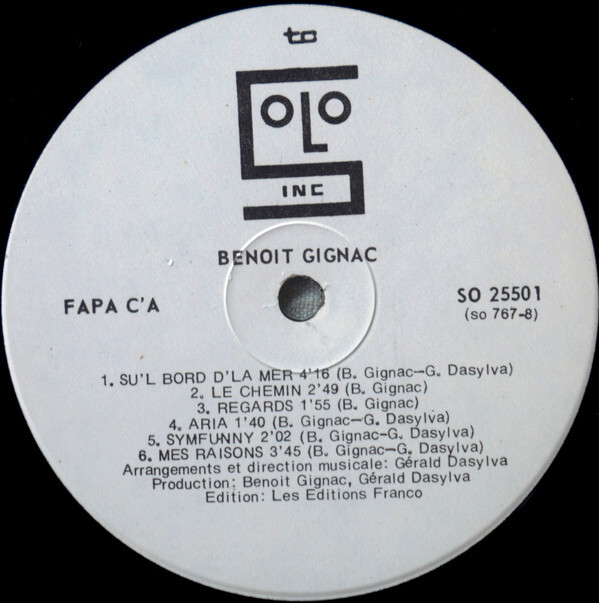 tc
SOLO
INC
BENOIT GIGNAC
FAPA C'A
SO 25501
(so 767-8)
1. SU'L BORD D'LA MER 4'16 (B. Gignac-G. Dasylva)
2. LE CHEMIN 2'49 (B. Gignac)
3. REGARDS 1'55 (B. Gignac)
4. ARIA 1'40 (B. Gignac-G. Dasylva)
5. SYMFUNNY 2'02 (B. Gignac-G. Dasylva)
6. MES RAISONS 3'45 (B. Gignac-G. Dasylva)
Arrangements et direction musicale: Gérald Dasylva
Production: Benoit Gignac, Gérald Dasylva
Edition: Les Editions Franco